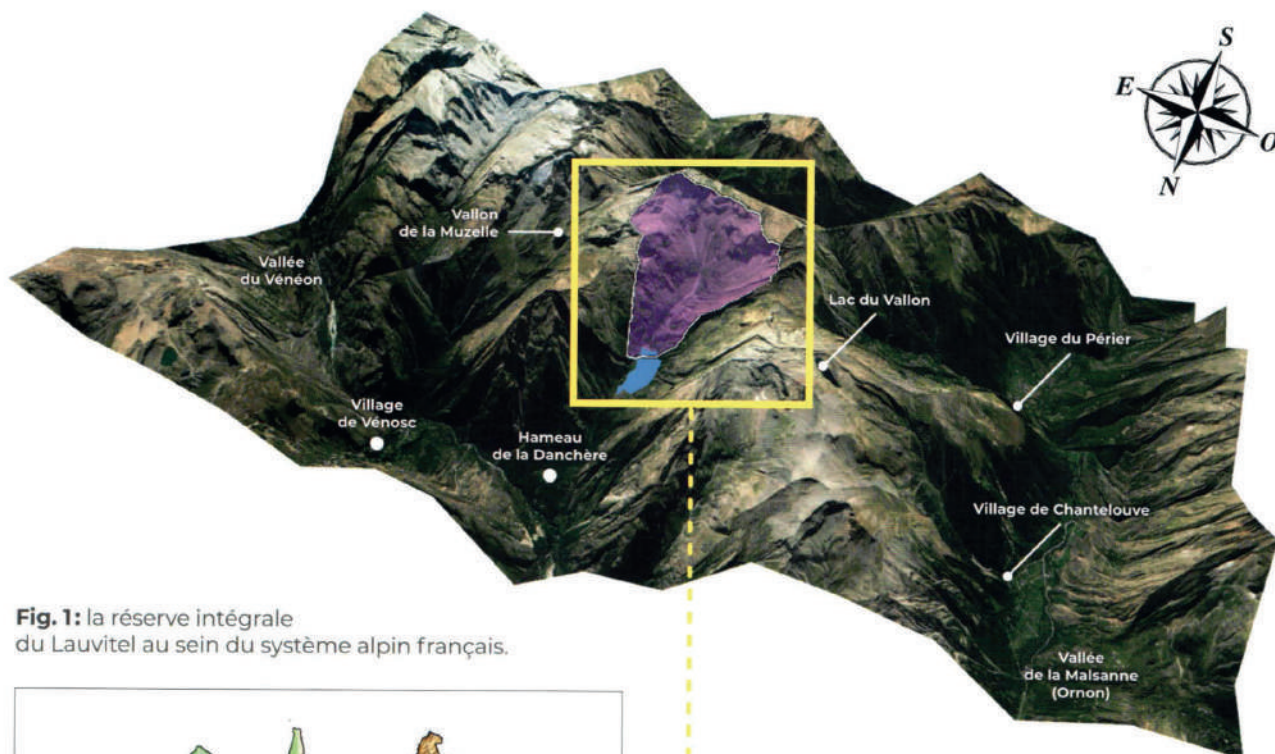 S
E
O
N
Vallon
de la Muzelle
Vallée
du Vénéon
Lac du Vallon
Village du Périer
Village
de Vénosc
Hameau
de la Danchère
Village de Chantelouve
Fig. 1: la réserve intégrale
du Lauvitel au sein du système alpin français.
Vallée
de la Malsanne
(Ornon)